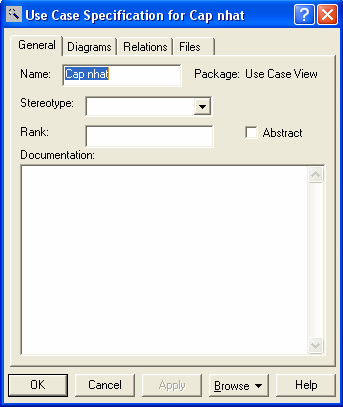 Use Case Specification for Cap nhat
General Diagrams Relations Files
Name: Cap nhat Package: Use Case View
Stereotype:
Rank: Abstract
Documentation:
OK Cancel Apply Browse Help